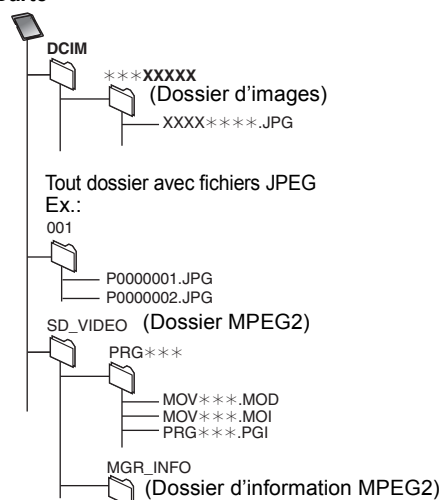 DCIM
∗∗∗XXXXX
(Dossier d'images)
XXXX∗∗∗∗.JPG
Tout dossier avec fichiers JPEG
Ex.:
001
P0000001.JPG
P0000002.JPG
SD_VIDEO (Dossier MPEG2)
PRG∗∗∗
MOV∗∗∗.MOD
MOV∗∗∗.MOI
PRG∗∗∗.PGI
MGR_INFO
(Dossier d'information MPEG2)